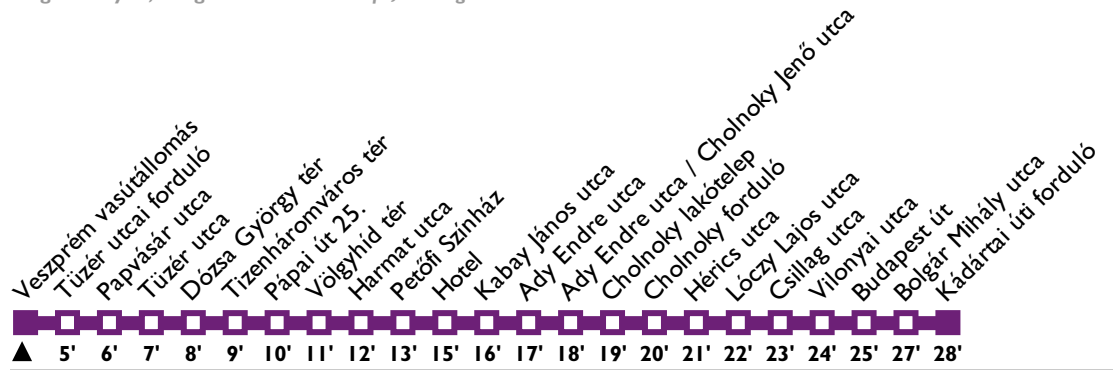 Veszprém vasútállomás
Tüzér utcai forduló
Papvásár utca
Tüzér utca
Dózsa György tér
Tizenháromváros tér
Pápai út 25.
Völgyhíd tér
Harmat utca
Petőfi Színház
Hotel
Kabay János utca
Ady Endre utca
Ady Endre utca / Cholnoky Jenő utca
Cholnoky lakótelep
Cholnoky forduló
Hérics utca
Lóczy Lajos utca
Csillag utca
Vilonyai utca
Budapest út
Bolgár Mihály utca
Kádártai úti forduló
5' 6' 7' 8' 9' 10' 11' 12' 13' 15' 16' 17' 18' 19' 20' 21' 22' 23' 24' 25' 27' 28'